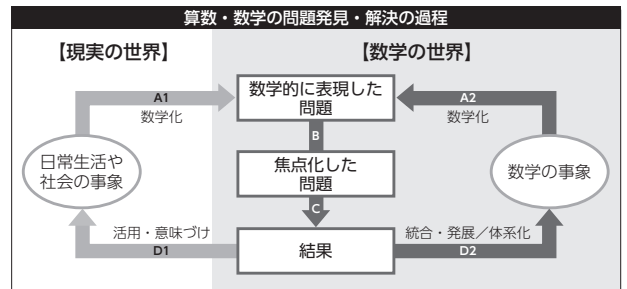 算数・数学の問題発見・解決の過程
【現実の世界】
【数学の世界】
A1
数学化
数学的に表現した
問題
A2
数学化
B
日常生活や
社会の事象
焦点化した
問題
数学の事象
C
活用・意味づけ
D1
結果
統合・発展／体系化
D2